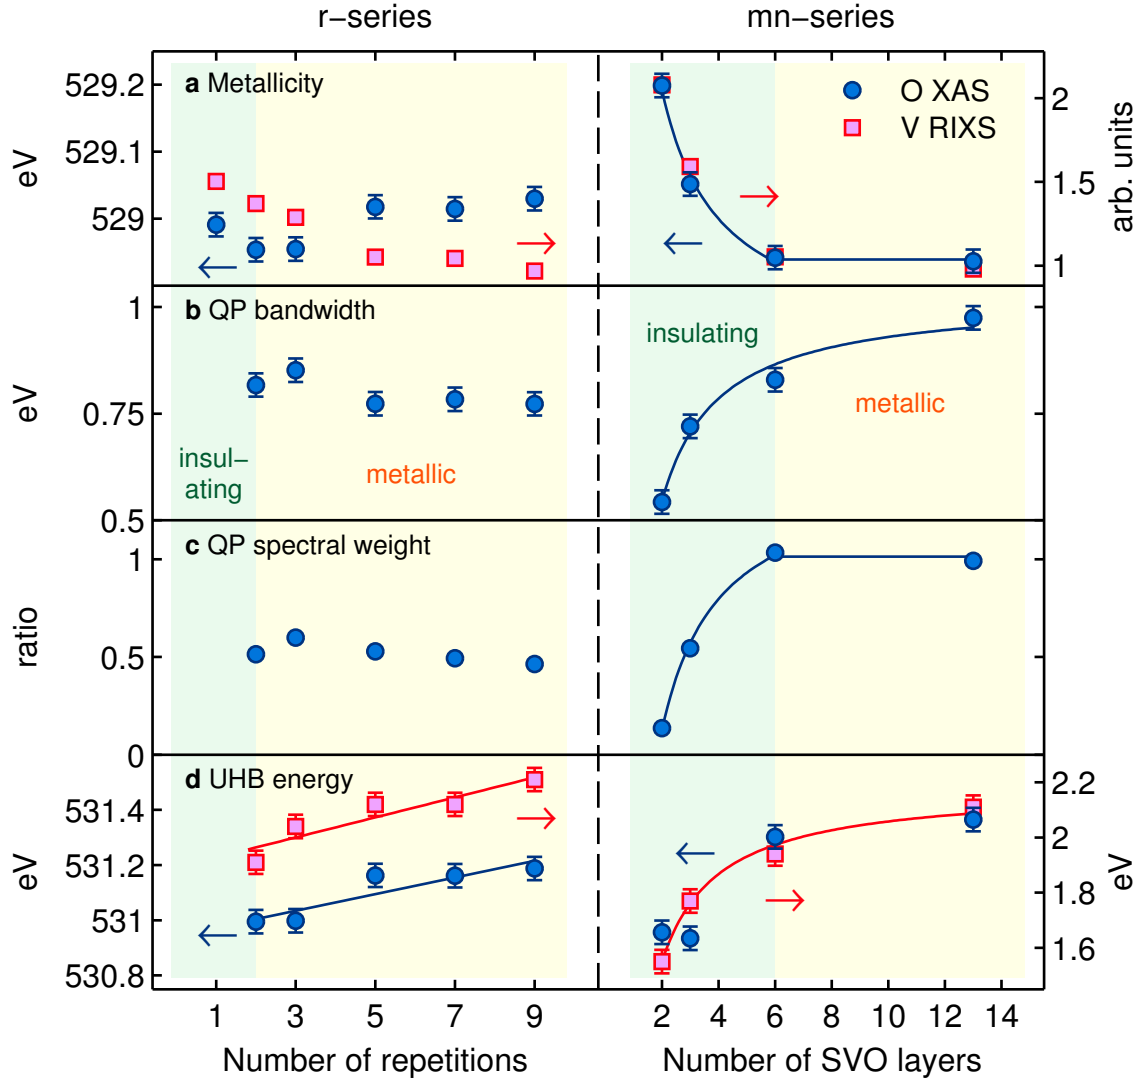 r−series mn−series
a Metallicity
O XAS
V RIXS
529.2
529.1
529
eV
2
1.5
1
arb. units
b QP bandwidth
insulating
metallic
insul−
ating
metallic
1
0.75
0.5
eV
c QP spectral weight
1
0.5
0
ratio
d UHB energy
531.4
531.2
531
530.8
eV
2.2
2
1.8
1.6
eV
1 3 5 7 9 2 4 6 8 10 12 14
Number of repetitions Number of SVO layers